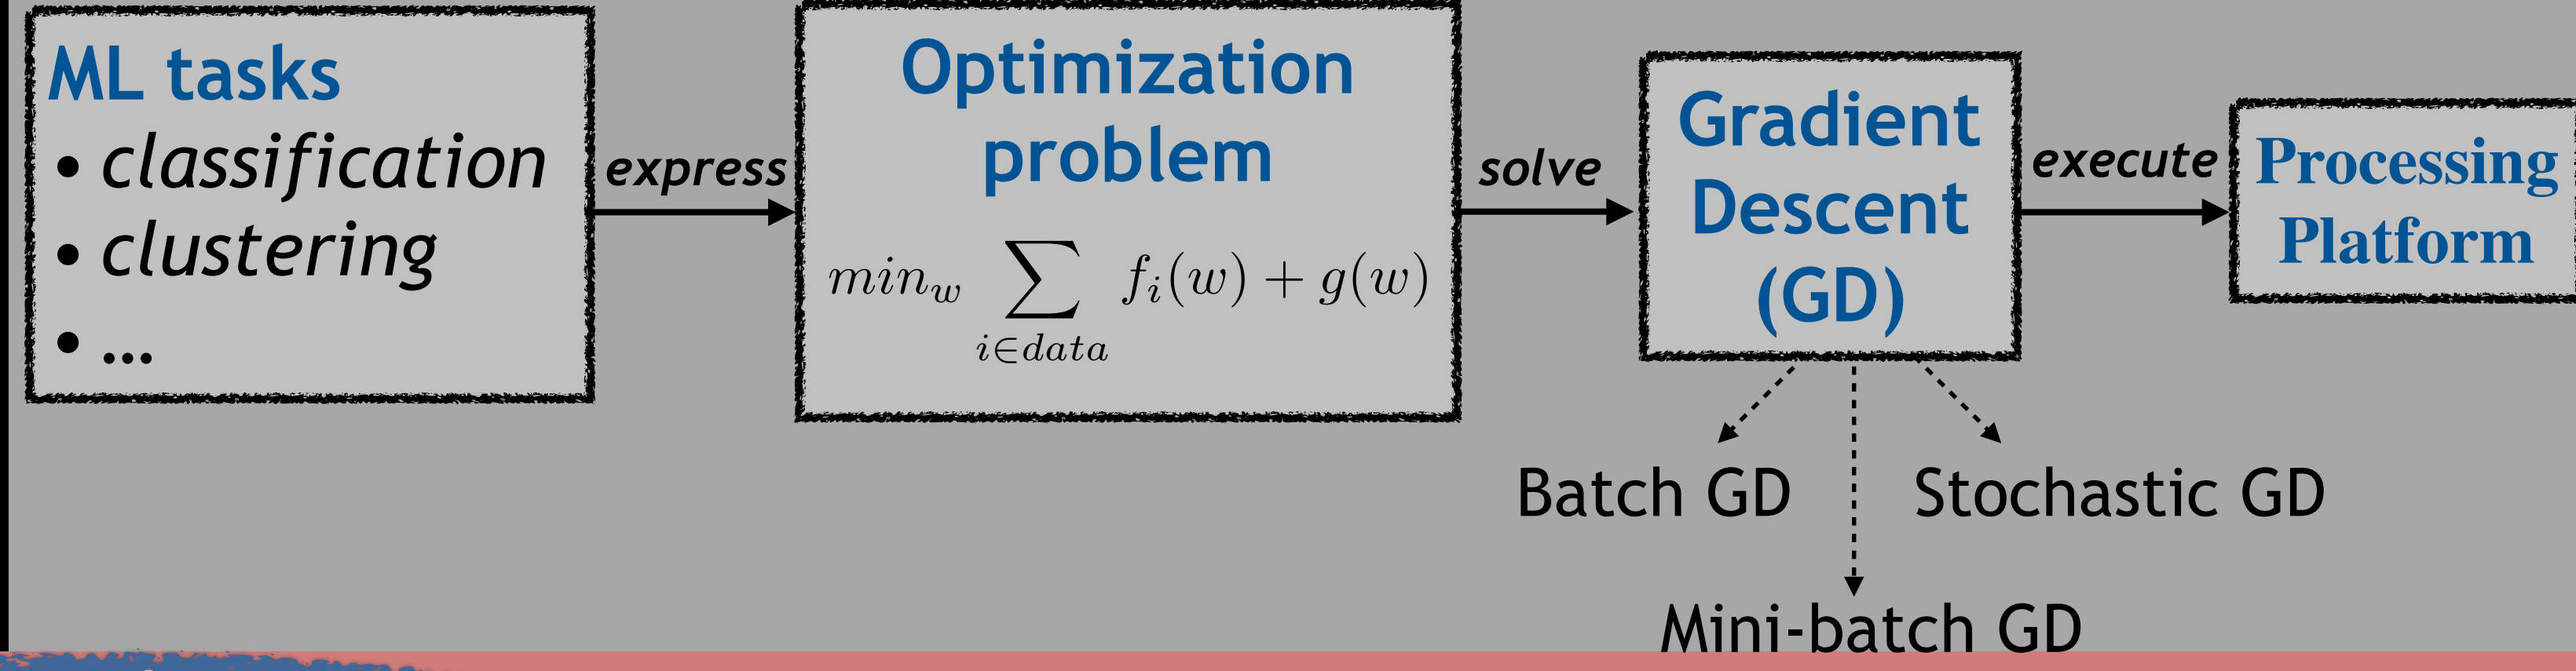 ML tasks
• classification
• clustering
• ...
express
Optimization
problem
min_w ∑_{i∈data} f_i(w) + g(w)
solve
Gradient
Descent
(GD)
execute
Processing
Platform
Batch GD
Stochastic GD
Mini-batch GD